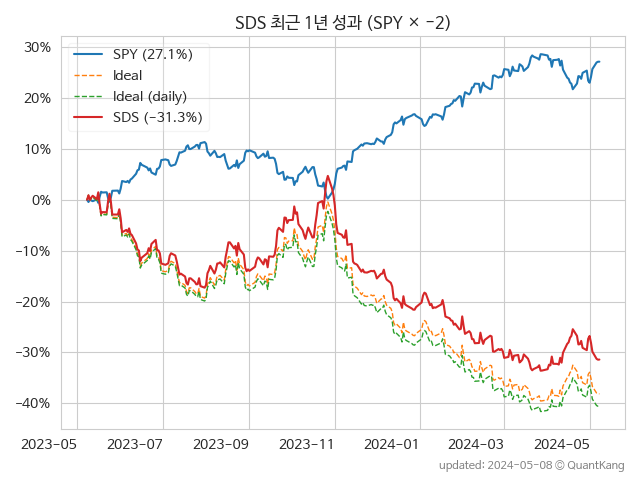 SDS 최근 1년 성과 (SPY × −2)
30%
20%
10%
0%
−10%
−20%
−30%
−40%
SPY (27.1%)
Ideal
Ideal (daily)
SDS (−31.3%)
2023−05
2023−07
2023−09
2023−11
2024−01
2024−03
2024−05
updated: 2024-05-08 ⓒ QuantKang